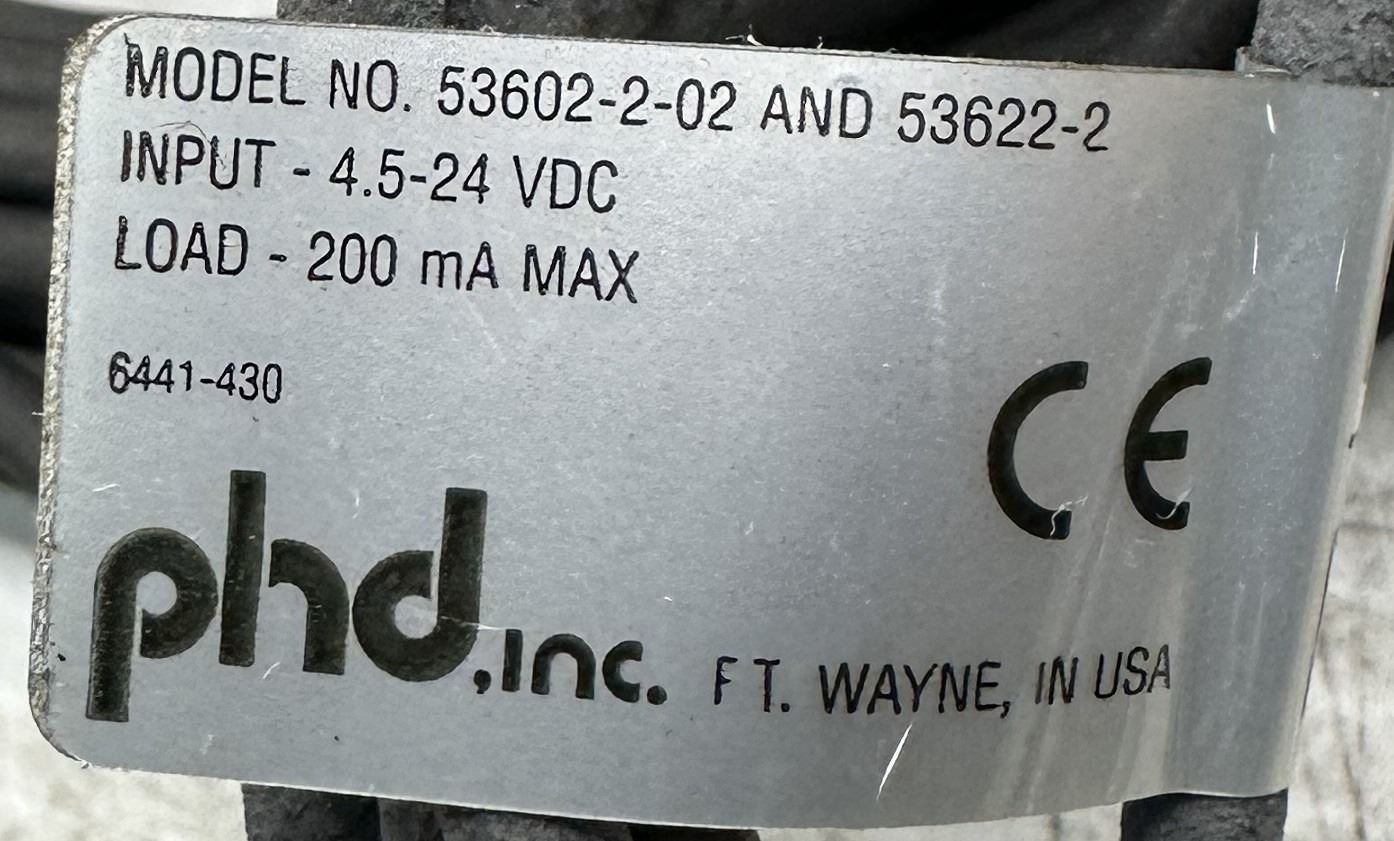 MODEL NO. 53602-2-02 AND 53622-2
INPUT - 4.5-24 VDC
LOAD - 200 mA MAX
6441-430
CE
phd, inc. FT. WAYNE, IN USA